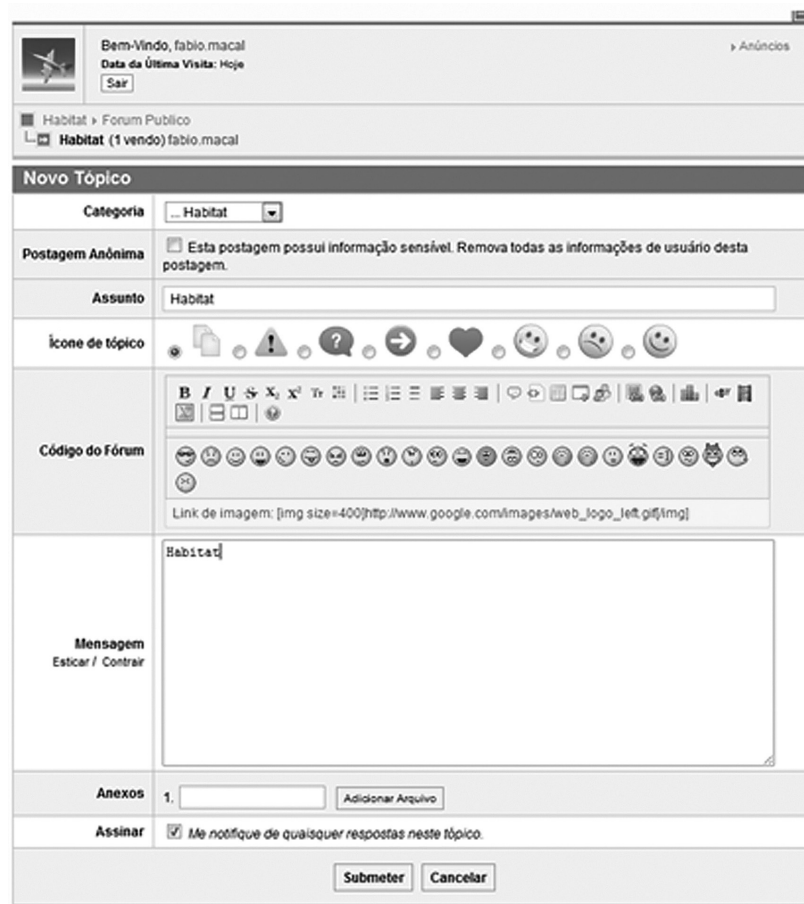 Bem-Vindo, fabio.macal
▸ Anúncios
Data da Última Visita: Hoje
Sair
Habitat ▸ Forum Publico
Habitat (1 vendo) fabio.macal
Novo Tópico
Categoria
... Habitat
Postagem Anônima
Esta postagem possui informação sensível. Remova todas as informações de usuário desta
postagem.
Assunto
Habitat
Ícone de tópico
Código do Fórum
B I U S X₂ X² Tт
Link de imagem: [img size=400]http://www.google.com/images/web_logo_left.gif[/img]
Mensagem
Esticar / Contrair
Habitat
Anexos
1.
Adicionar Arquivo
Assinar
Me notifique de quaisquer respostas neste tópico.
Submeter
Cancelar